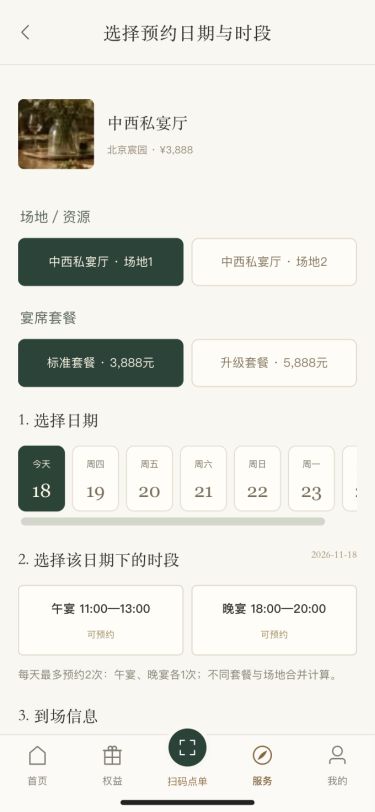 选择预约日期与时段
中西私宴厅
北京宸园 · ¥3,888
场地 / 资源
中西私宴厅 · 场地1
中西私宴厅 · 场地2
宴席套餐
标准套餐 · 3,888元
升级套餐 · 5,888元
1. 选择日期
今天
18
周四
19
周五
20
周六
21
周日
22
周一
23
2. 选择该日期下的时段
2026-11-18
午宴 11:00—13:00
可预约
晚宴 18:00—20:00
可预约
每天最多预约2次：午宴、晚宴各1次；不同套餐与场地合并计算。
3. 到场信息
首页
权益
扫码点单
服务
我的